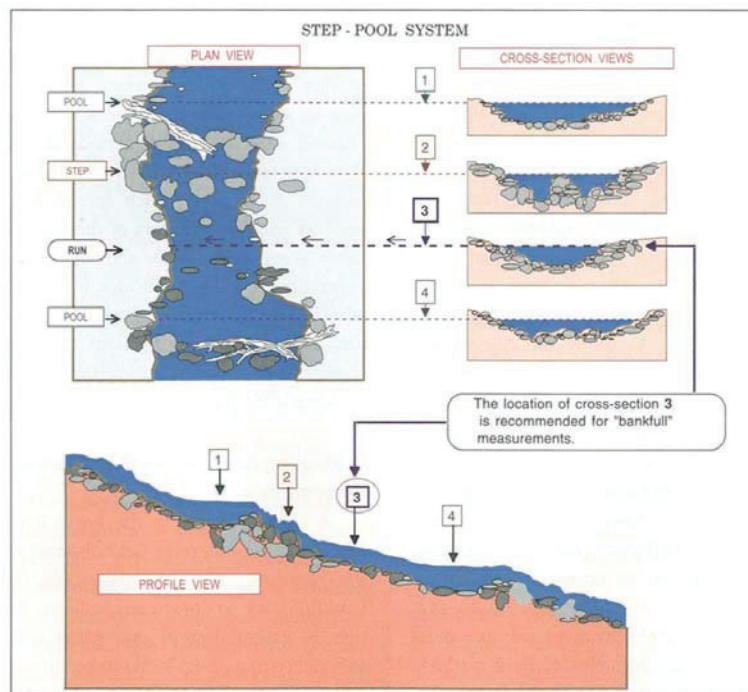 STEP - POOL SYSTEM
PLAN VIEW
CROSS-SECTION VIEWS
POOL
1
STEP
2
RUN
3
POOL
4
The location of cross-section 3
is recommended for "bankfull"
measurements.
1
2
3
4
PROFILE VIEW